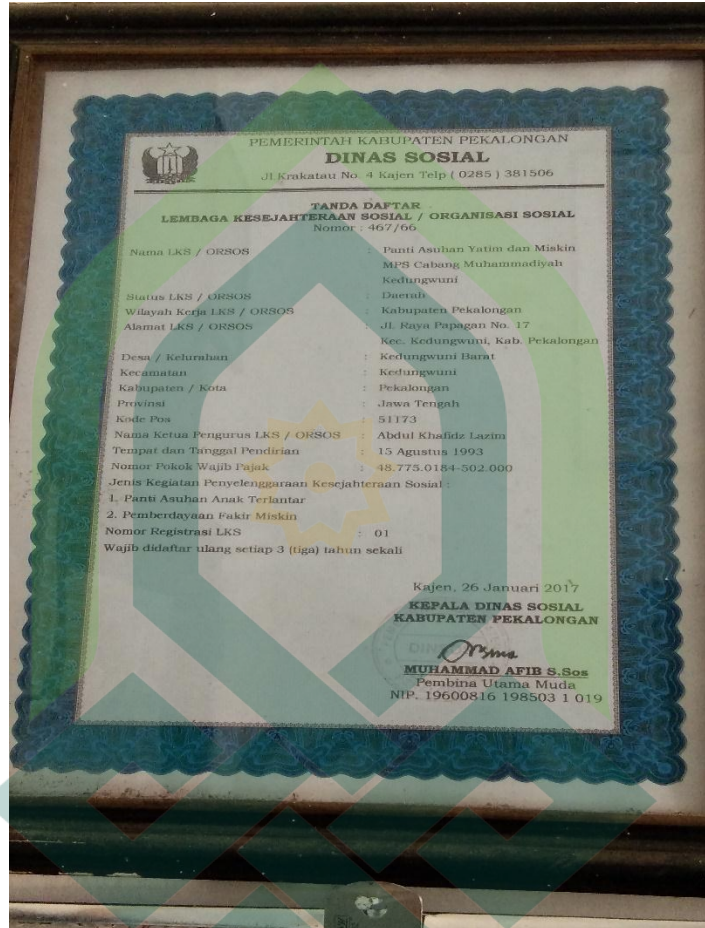 PEMERINTAH KABUPATEN PEKALONGAN
DINAS SOSIAL
Jl.Krakatau No. 4 Kajen Telp ( 0285 ) 381506
TANDA DAFTAR
LEMBAGA KESEJAHTERAAN SOSIAL / ORGANISASI SOSIAL
Nomor : 467/66
Nama LKS / ORSOS : Panti Asuhan Yatim dan Miskin
MPS Cabang Muhammadiyah
Kedungwuni
Status LKS / ORSOS : Daerah
Wilayah Kerja LKS / ORSOS : Kabupaten Pekalongan
Alamat LKS / ORSOS : Jl. Raya Papagan No. 17
Kec. Kedungwuni, Kab. Pekalongan
Desa / Kelurahan : Kedungwuni Barat
Kecamatan : Kedungwuni
Kabupaten / Kota : Pekalongan
Provinsi : Jawa Tengah
Kode Pos : 51173
Nama Ketua Pengurus LKS / ORSOS : Abdul Khafidz Lazim
Tempat dan Tanggal Pendirian : 15 Agustus 1993
Nomor Pokok Wajib Pajak : 48.775.0184-502.000
Jenis Kegiatan Penyelenggaraan Kesejahteraan Sosial :
1. Panti Asuhan Anak Terlantar
2. Pemberdayaan Fakir Miskin
Nomor Registrasi LKS : 01
Wajib didaftar ulang setiap 3 (tiga) tahun sekali
Kajen, 26 Januari 2017
KEPALA DINAS SOSIAL
KABUPATEN PEKALONGAN
MUHAMMAD AFIB S.Sos
Pembina Utama Muda
NIP. 19600816 198503 1 019